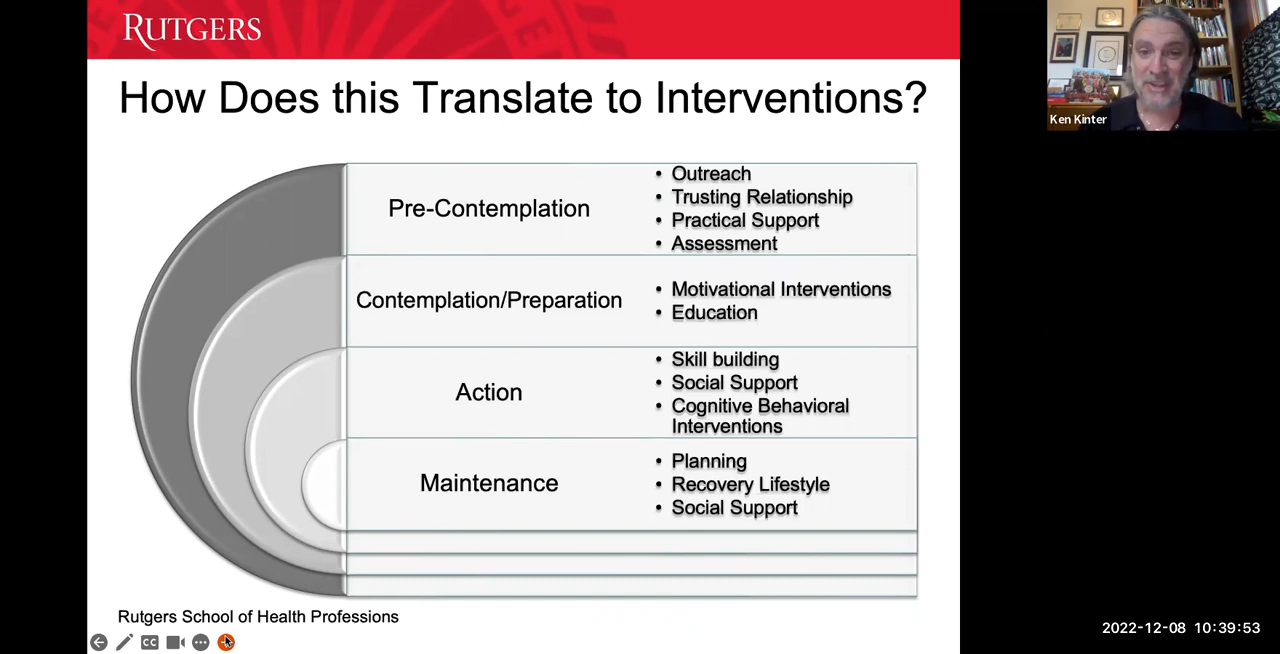 RUTGERS
How Does this Translate to Interventions?
Pre-Contemplation
• Outreach
• Trusting Relationship
• Practical Support
• Assessment
Contemplation/Preparation
• Motivational Interventions
• Education
Action
• Skill building
• Social Support
• Cognitive Behavioral
Interventions
Maintenance
• Planning
• Recovery Lifestyle
• Social Support
Rutgers School of Health Professions
CC
Ken Kinter
2022-12-08 10:39:53